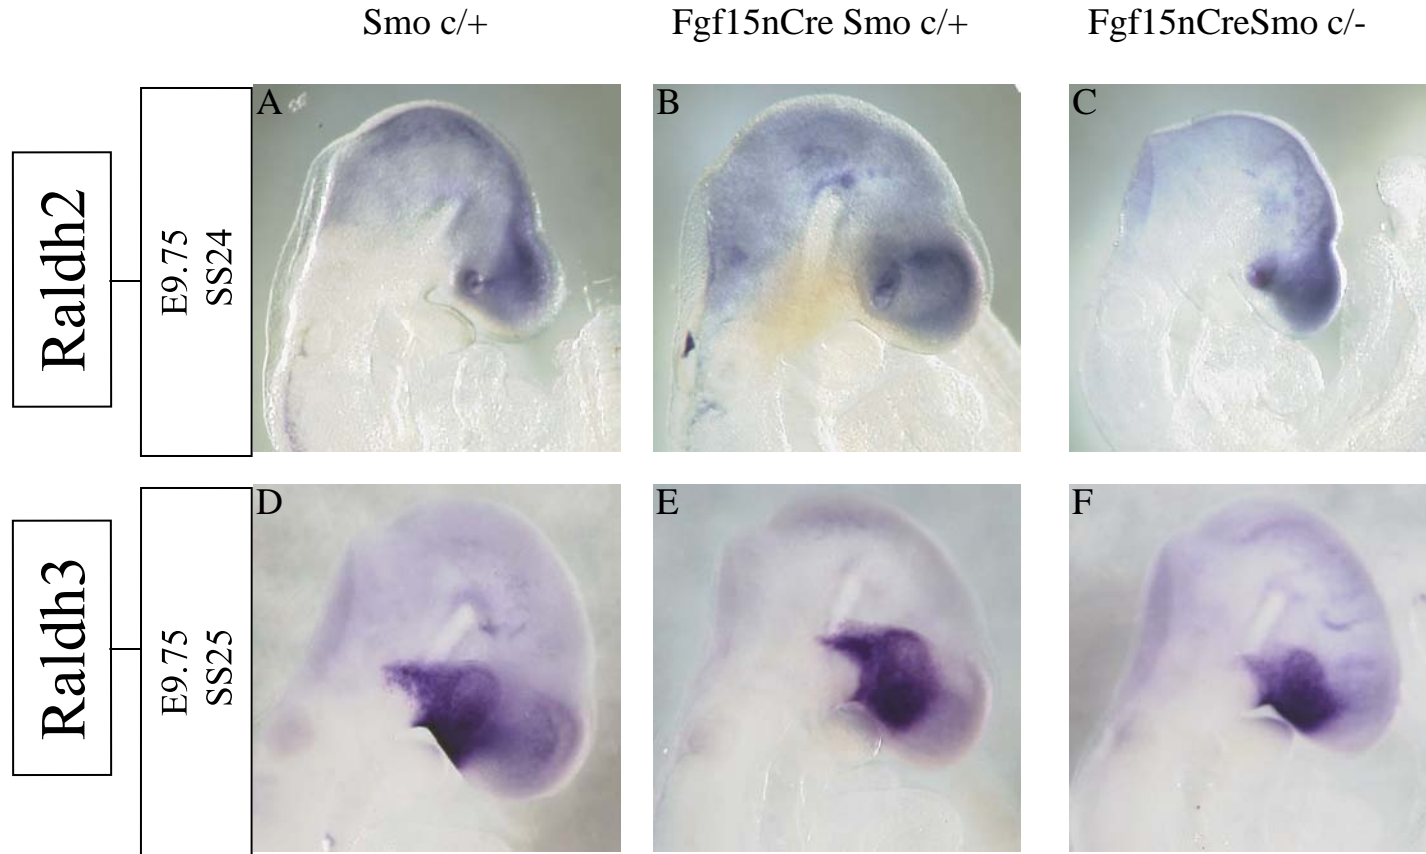 Smo c/+
Fgf15nCre Smo c/+
Fgf15nCreSmo c/-
Raldh2
E9.75
SS24
A
B
C
Raldh3
E9.75
SS25
D
E
F